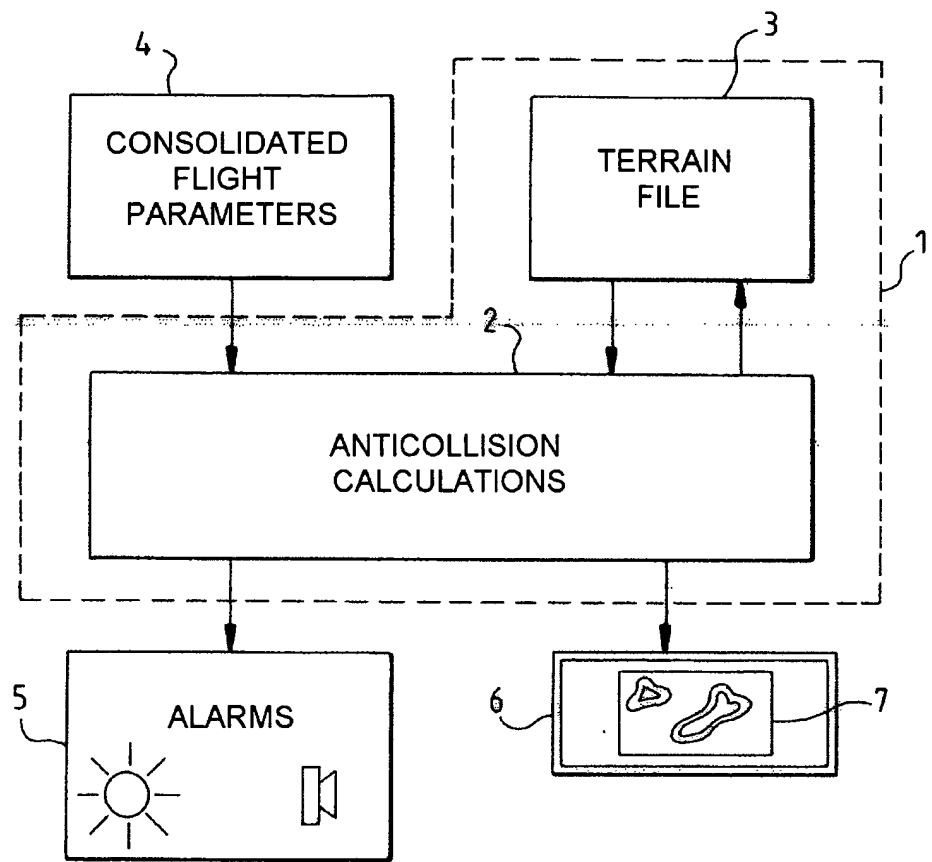 4
3
CONSOLIDATED
FLIGHT
PARAMETERS
TERRAIN
FILE
1
2
ANTICOLLISION
CALCULATIONS
5
ALARMS
6
7